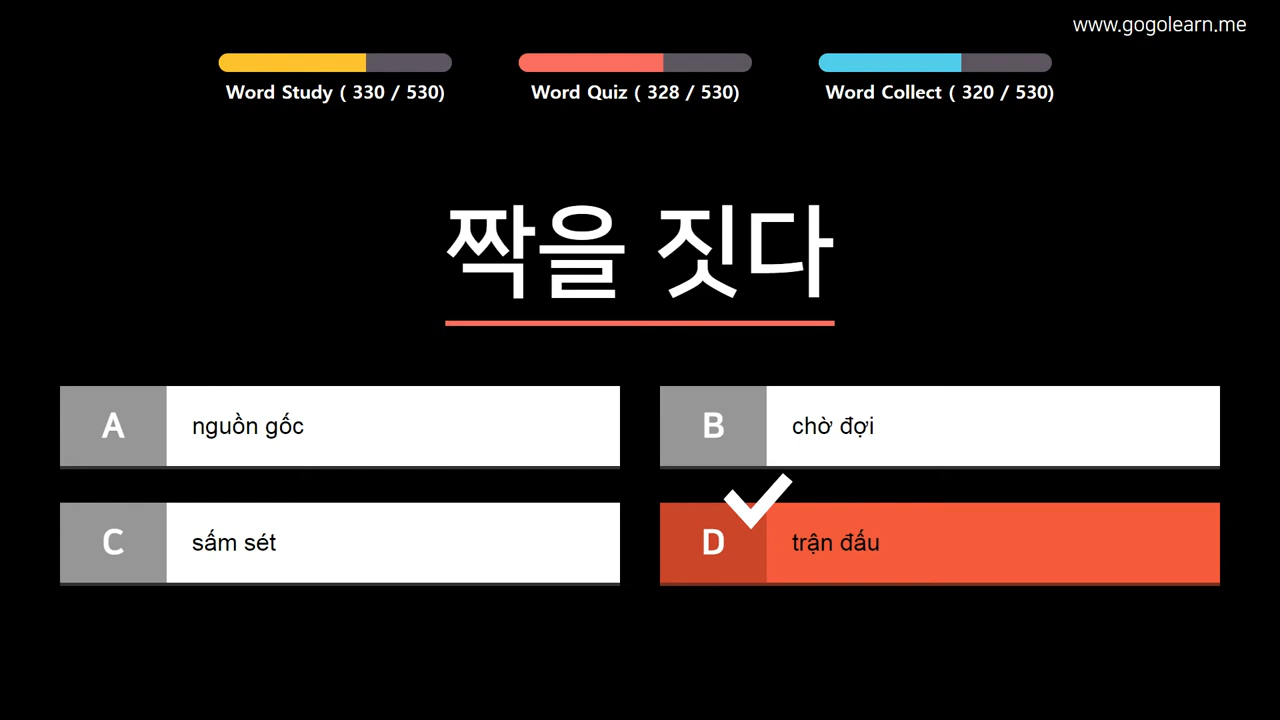 www.gogolearn.me
Word Study ( 330 / 530)
Word Quiz ( 328 / 530)
Word Collect ( 320 / 530)
짝을 짓다
A nguồn gốc
B chờ đợi
C sấm sét
D trận đấu